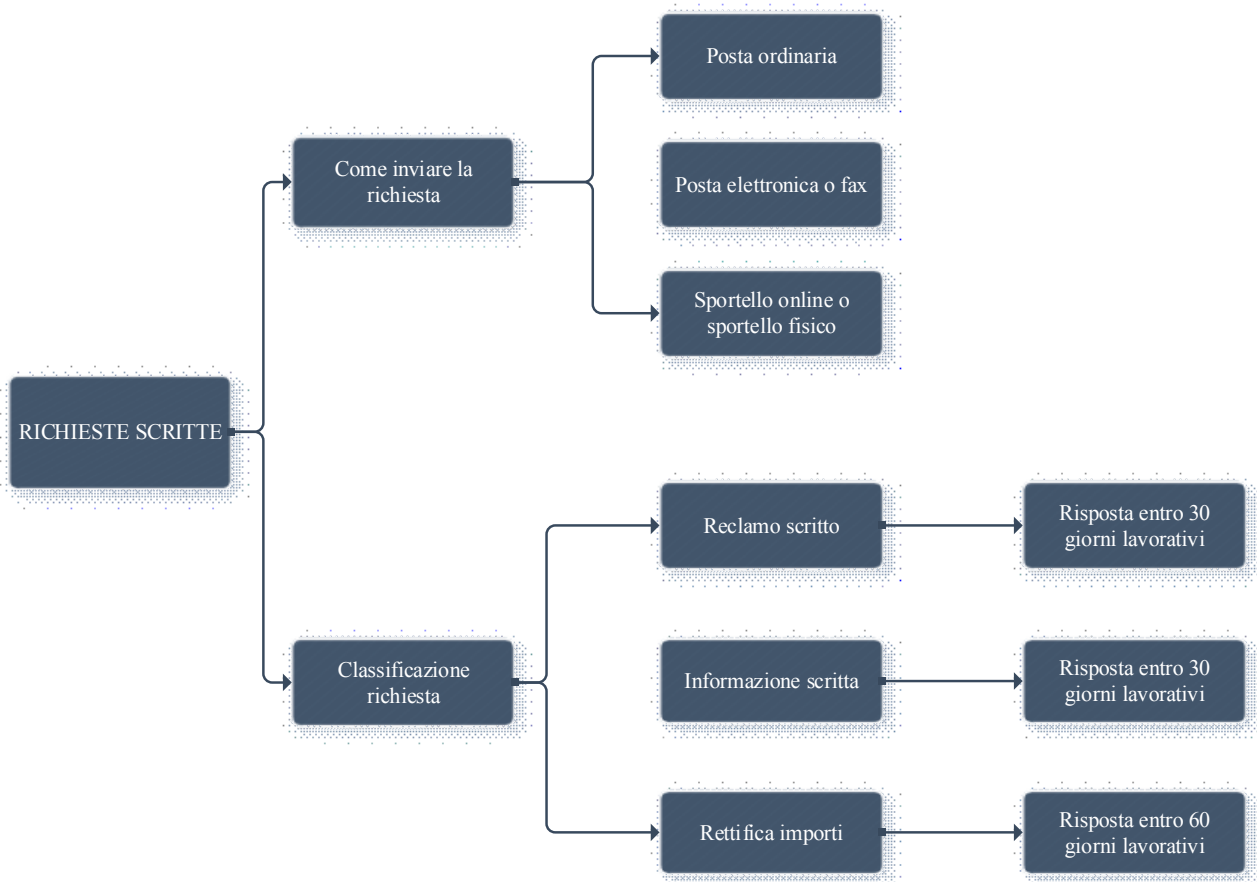 Posta ordinaria
Come inviare la
richiesta
Posta elettronica o fax
Sportello online o
sportello fisico
RICHIESTE SCRITTE
Reclamo scritto
Risposta entro 30
giorni lavorativi
Classificazione
richiesta
Informazione scritta
Risposta entro 30
giorni lavorativi
Rettifica importi
Risposta entro 60
giorni lavorativi